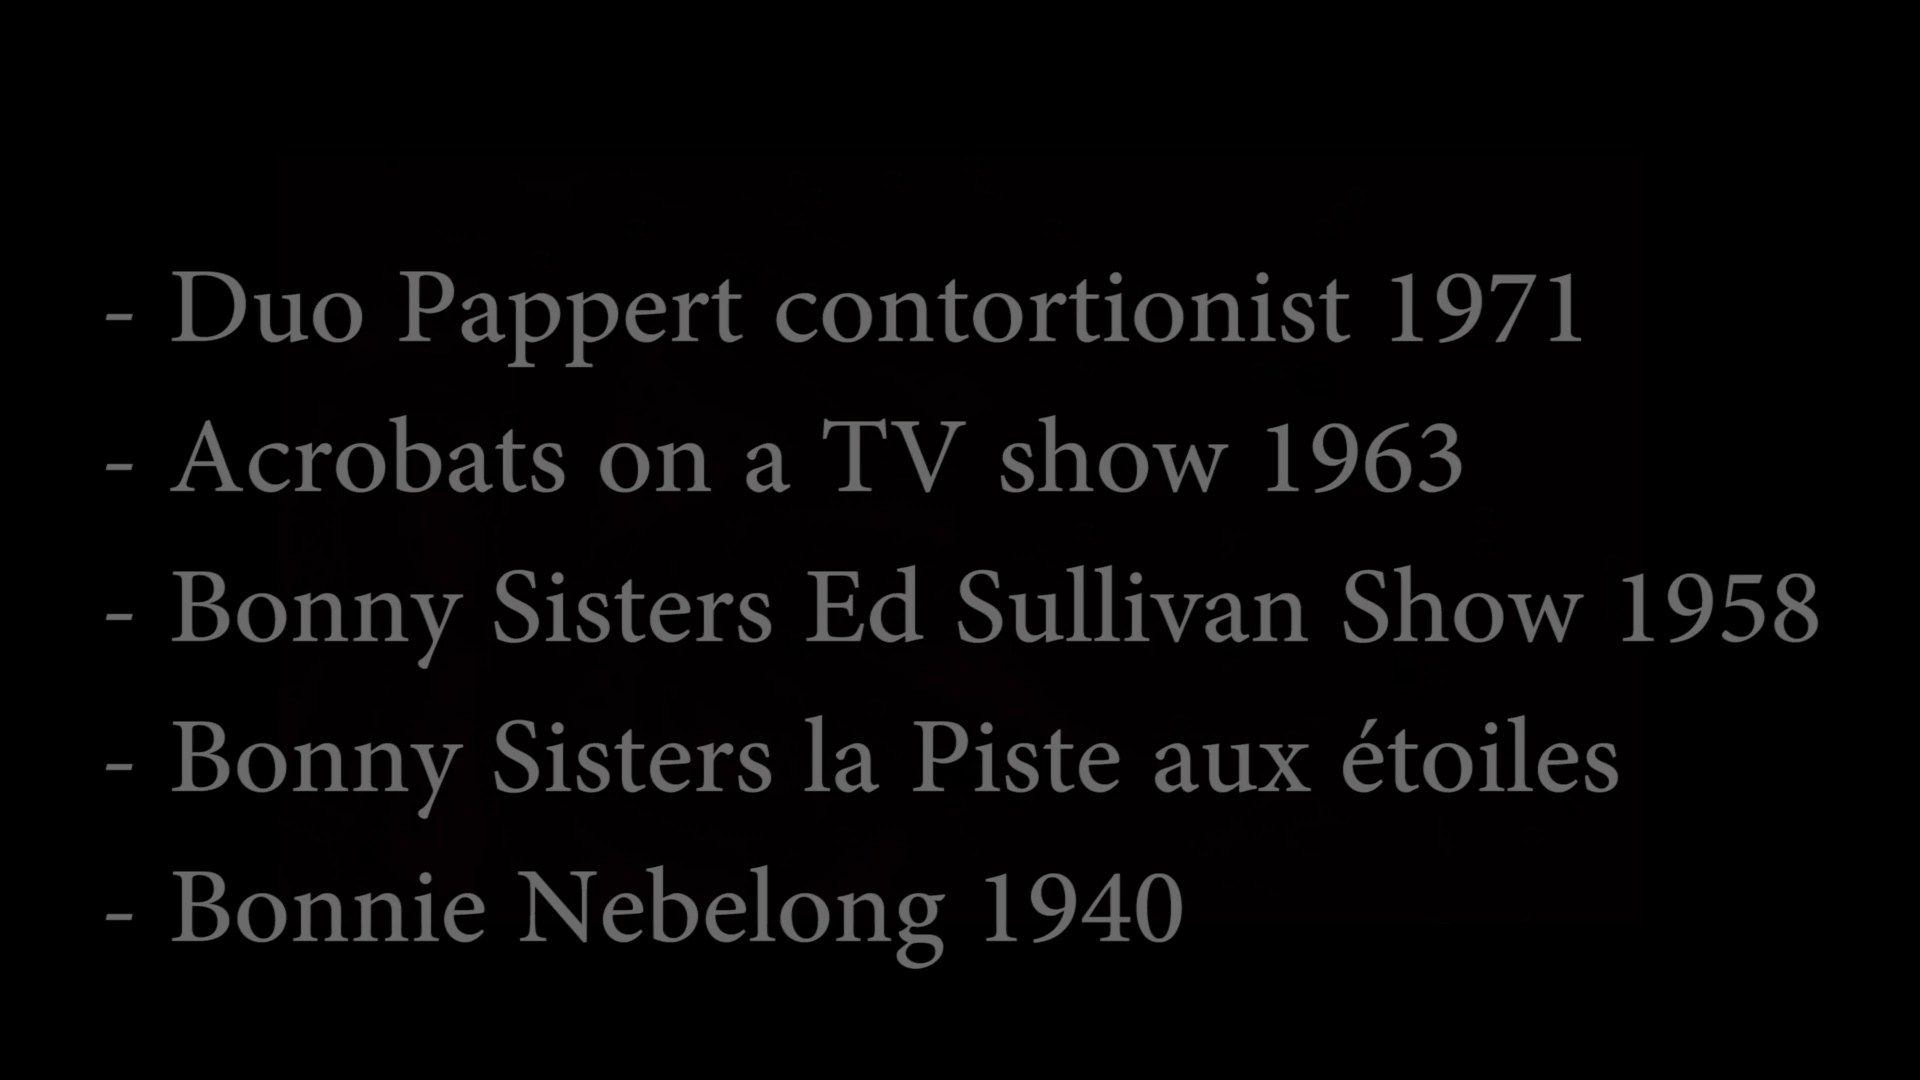 - Duo Pappert contortionist 1971
- Acrobats on a TV show 1963
- Bonny Sisters Ed Sullivan Show 1958
- Bonny Sisters la Piste aux étoiles
- Bonnie Nebelong 1940